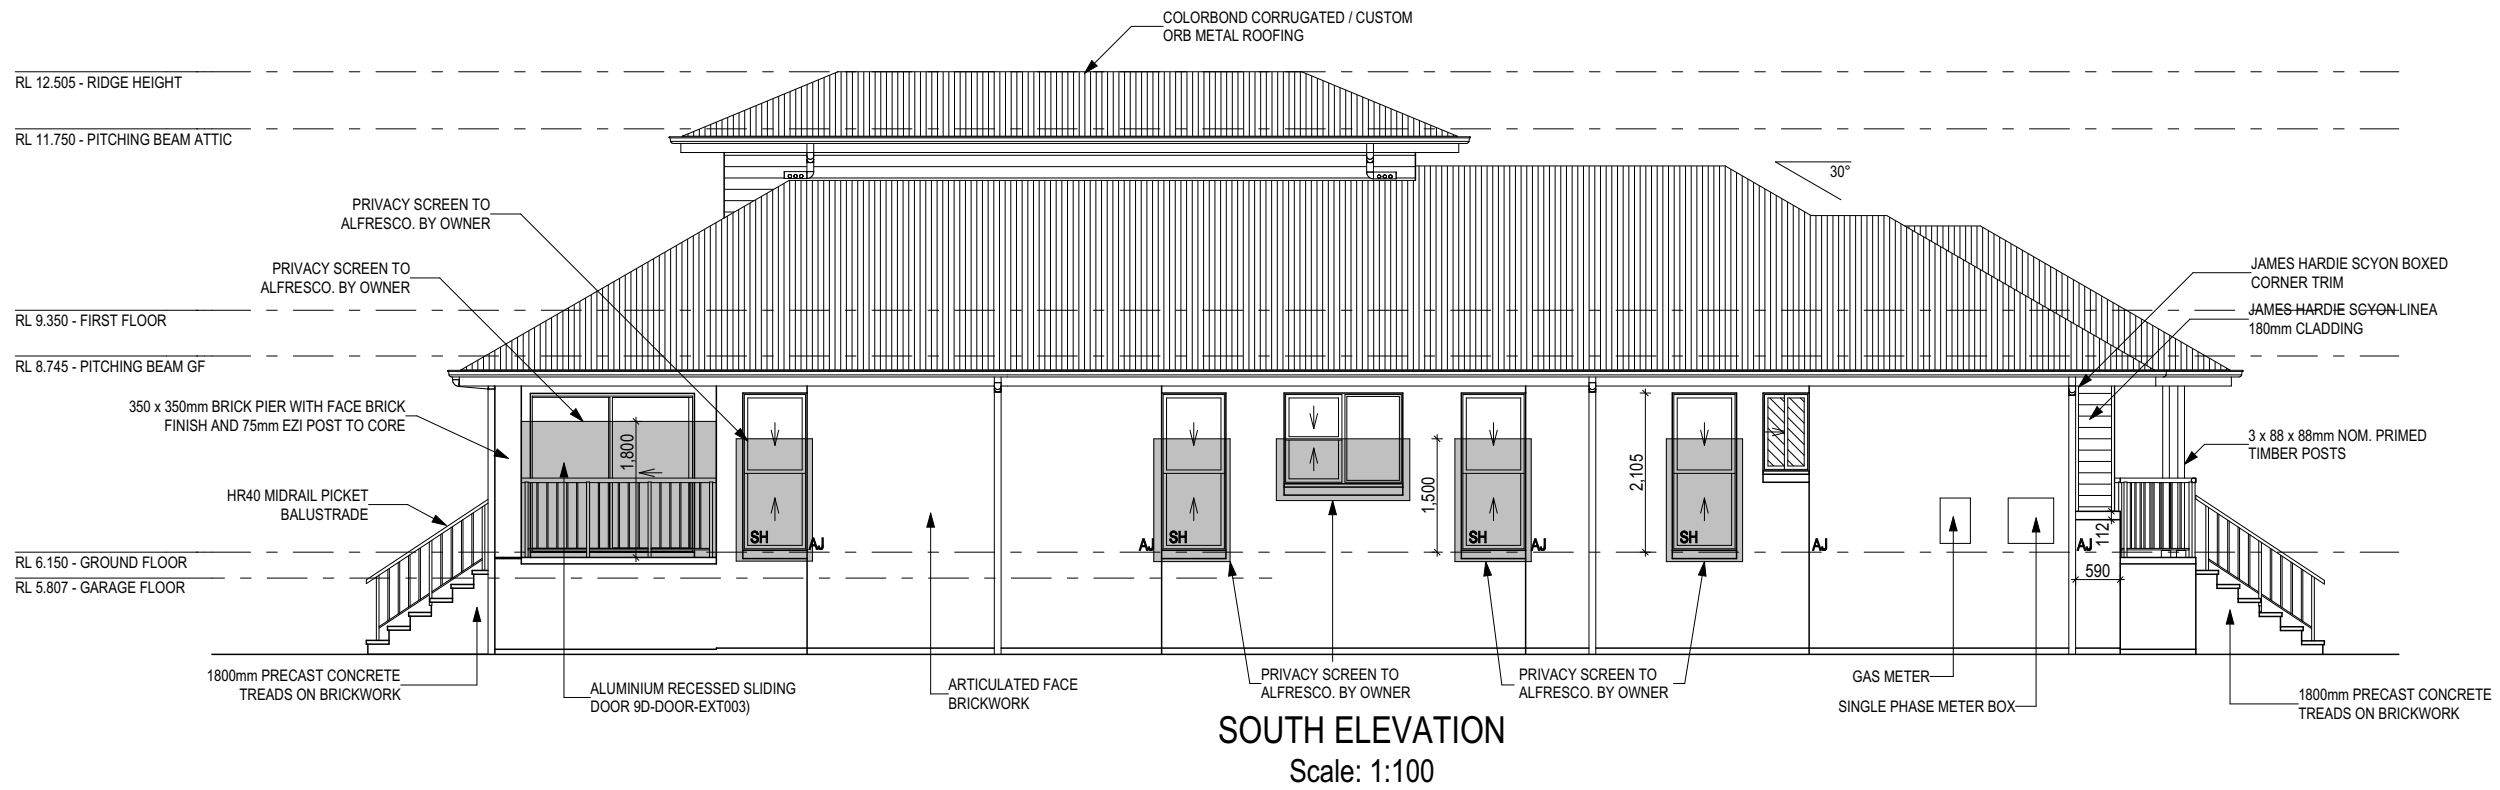 COLORBOND CORRUGATED / CUSTOM
ORB METAL ROOFING
RL 12.505 - RIDGE HEIGHT
RL 11.750 - PITCHING BEAM ATTIC
30°
PRIVACY SCREEN TO
ALFRESCO. BY OWNER
PRIVACY SCREEN TO
ALFRESCO. BY OWNER
JAMES HARDIE SCYON BOXED
CORNER TRIM
JAMES HARDIE SCYON LINEA
180mm CLADDING
RL 9.350 - FIRST FLOOR
RL 8.745 - PITCHING BEAM GF
350 x 350mm BRICK PIER WITH FACE BRICK
FINISH AND 75mm EZI POST TO CORE
3 x 88 x 88mm NOM. PRIMED
TIMBER POSTS
HR40 MIDRAIL PICKET
BALUSTRADE
1,800
1,500
2,105
SH
AJ
AJ
SH
SH
AJ
SH
AJ
AJ
112
590
RL 6.150 - GROUND FLOOR
RL 5.807 - GARAGE FLOOR
1800mm PRECAST CONCRETE
TREADS ON BRICKWORK
ALUMINIUM RECESSED SLIDING
DOOR 9D-DOOR-EXT003)
ARTICULATED FACE
BRICKWORK
PRIVACY SCREEN TO
ALFRESCO. BY OWNER
PRIVACY SCREEN TO
ALFRESCO. BY OWNER
GAS METER
SINGLE PHASE METER BOX
1800mm PRECAST CONCRETE
TREADS ON BRICKWORK
SOUTH ELEVATION
Scale: 1:100